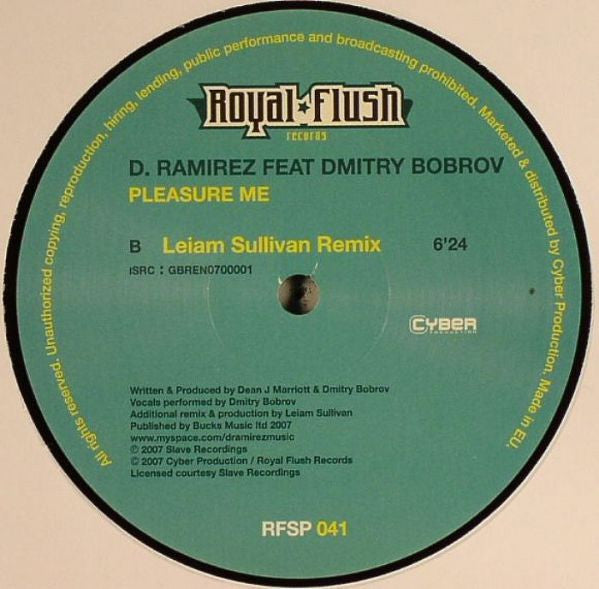 All rights reserved. Unauthorized copying, reproduction, hiring, lending, public performance and broadcasting prohibited. Marketed & distributed by Cyber Production. Made in EU.
Royal★Flush
records
D. RAMIREZ FEAT DMITRY BOBROV
PLEASURE ME
B Leiam Sullivan Remix 6'24
ISRC : GBREN0700001
CYBER
PRODUCTION
Written & Produced by Dean J Marriott & Dmitry Bobrov
Vocals performed by Dmitry Bobrov
Additional remix & production by Leiam Sullivan
Published by Bucks Music ltd 2007
www.myspace.com/dramirezmusic
℗ 2007 Slave Recordings
© 2007 Cyber Production / Royal Flush Records
Licensed courtesy Slave Recordings
RFSP 041